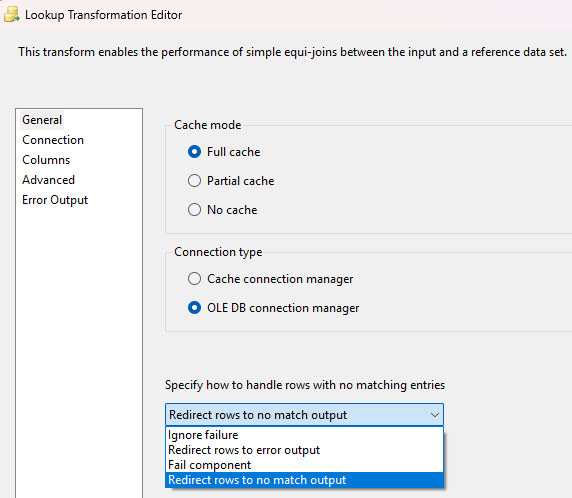 Lookup Transformation Editor
This transform enables the performance of simple equi-joins between the input and a reference data set.
General
Connection
Columns
Advanced
Error Output
Cache mode
Full cache
Partial cache
No cache
Connection type
Cache connection manager
OLE DB connection manager
Specify how to handle rows with no matching entries
Redirect rows to no match output
Ignore failure
Redirect rows to error output
Fail component
Redirect rows to no match output